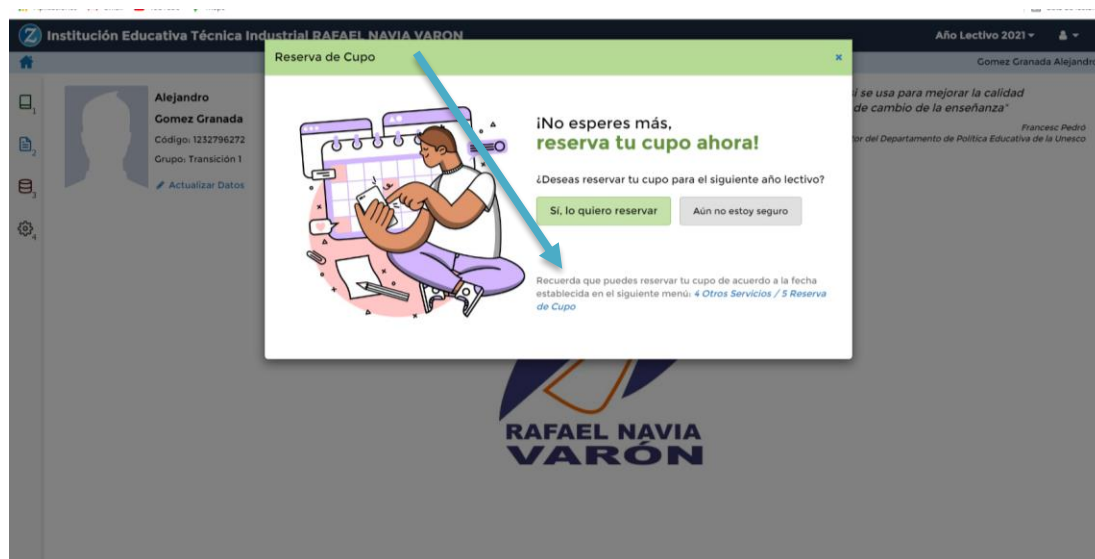 Institución Educativa Técnica Industrial RAFAEL NAVIA VARON
Año Lectivo 2021
Gomez Granada Alejandro
Reserva de Cupo
×
Alejandro
Gomez Granada
Código: 1232796272
Grupo: Transición 1
Actualizar Datos
1
2
3
4
¡No esperes más,
reserva tu cupo ahora!
¿Deseas reservar tu cupo para el siguiente año lectivo?
Sí, lo quiero reservar
Aún no estoy seguro
Recuerda que puedes reservar tu cupo de acuerdo a la fecha
establecida en el siguiente menú: 4 Otros Servicios / 5 Reserva
de Cupo
si se usa para mejorar la calidad
de cambio de la enseñanza"
Francesc Pedró
del Departamento de Política Educativa de la Unesco
RAFAEL NAVIA
VARÓN